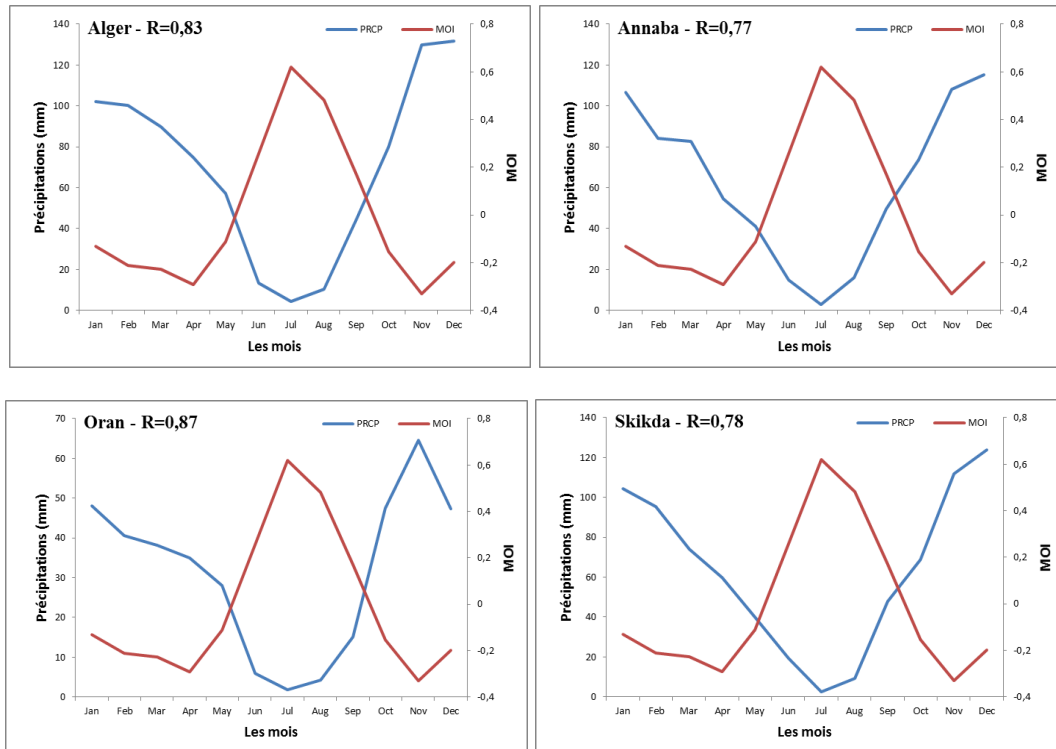 Alger - R=0,83
PRCP MOI
Précipitations (mm)
140
120
100
80
60
40
20
0
0,8
0,6
0,4
0,2
0
-0,2
-0,4
MOI
Jan Feb Mar Apr May Jun Jul Aug Sep Oct Nov Dec
Les mois
Annaba - R=0,77
PRCP MOI
Précipitations (mm)
140
120
100
80
60
40
20
0
0,8
0,6
0,4
0,2
0
-0,2
-0,4
MOI
Jan Feb Mar Apr May Jun Jul Aug Sep Oct Nov Dec
Les mois
Oran - R=0,87
PRCP MOI
Précipitations (mm)
70
60
50
40
30
20
10
0
0,8
0,6
0,4
0,2
0
-0,2
-0,4
MOI
Jan Feb Mar Apr May Jun Jul Aug Sep Oct Nov Dec
Les mois
Skikda - R=0,78
PRCP MOI
Précipitations (mm)
140
120
100
80
60
40
20
0
0,8
0,6
0,4
0,2
0
-0,2
-0,4
MOI
Jan Feb Mar Apr May Jun Jul Aug Sep Oct Nov Dec
Les mois